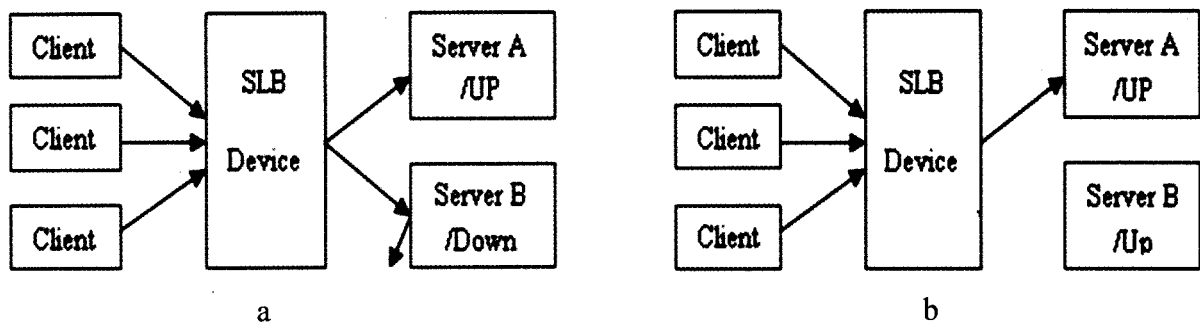 Client
Client
Client
SLB
Device
Server A
/UP
Server B
/Down
a
Client
Client
Client
SLB
Device
Server A
/UP
Server B
/Up
b